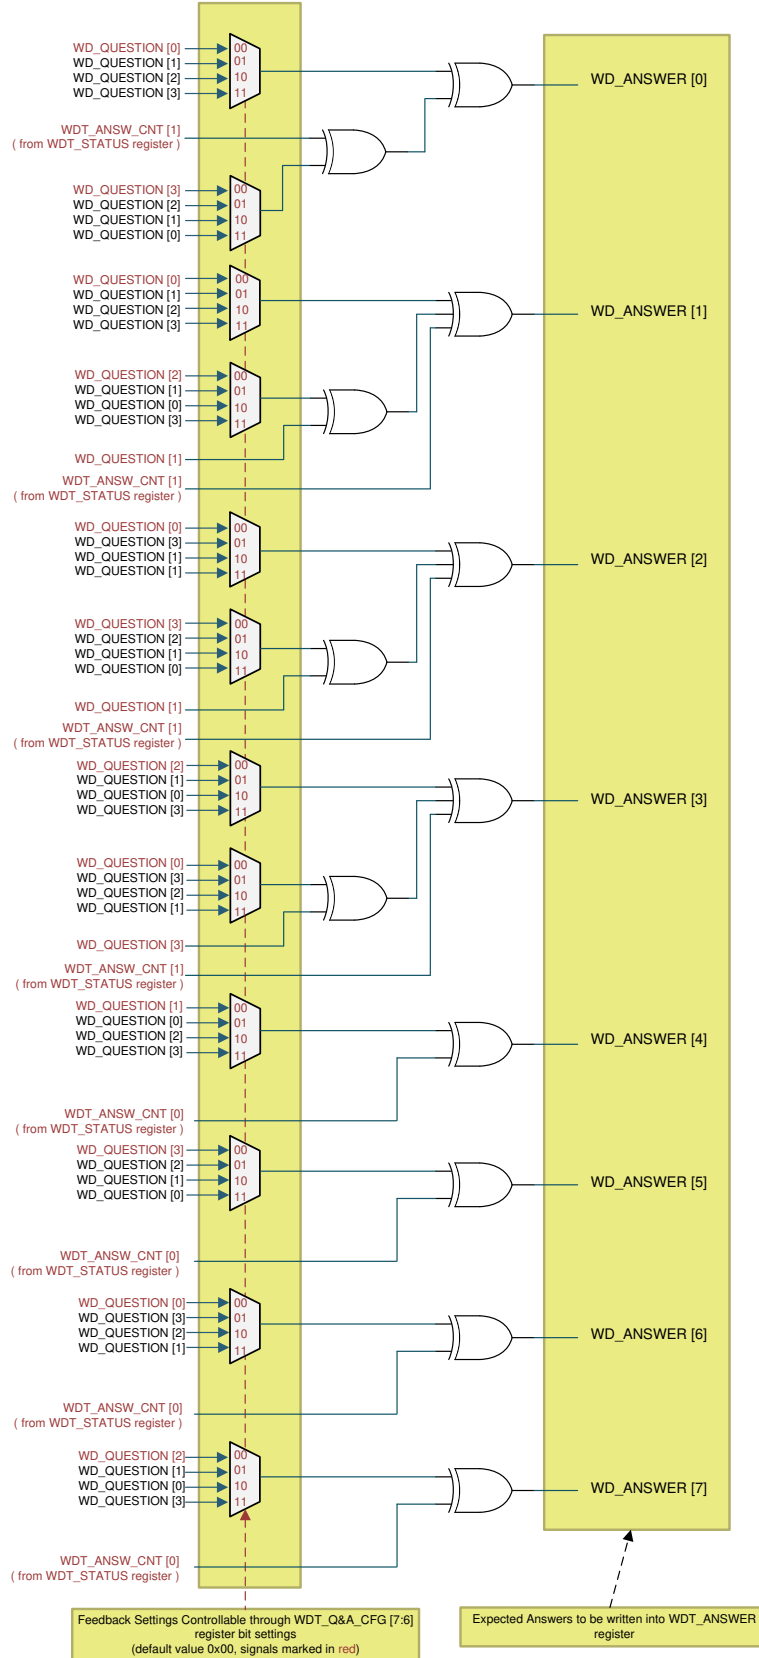 WD_QUESTION [0]
WD_QUESTION [1]
WD_QUESTION [2]
WD_QUESTION [3]
00
01
10
11
WD_ANSWER [0]
WDT_ANSW_CNT [1]
( from WDT_STATUS register )
WD_QUESTION [3]
WD_QUESTION [2]
WD_QUESTION [1]
WD_QUESTION [0]
00
01
10
11
WD_QUESTION [0]
WD_QUESTION [1]
WD_QUESTION [2]
WD_QUESTION [3]
00
01
10
11
WD_ANSWER [1]
WD_QUESTION [2]
WD_QUESTION [1]
WD_QUESTION [0]
WD_QUESTION [3]
00
01
10
11
WD_QUESTION [1]
WDT_ANSW_CNT [1]
( from WDT_STATUS register )
WD_QUESTION [0]
WD_QUESTION [3]
WD_QUESTION [1]
WD_QUESTION [1]
00
01
10
11
WD_ANSWER [2]
WD_QUESTION [3]
WD_QUESTION [2]
WD_QUESTION [1]
WD_QUESTION [0]
00
01
10
11
WD_QUESTION [1]
WDT_ANSW_CNT [1]
( from WDT_STATUS register )
WD_QUESTION [2]
WD_QUESTION [1]
WD_QUESTION [0]
WD_QUESTION [3]
00
01
10
11
WD_ANSWER [3]
WD_QUESTION [0]
WD_QUESTION [3]
WD_QUESTION [2]
WD_QUESTION [1]
00
01
10
11
WD_QUESTION [3]
WDT_ANSW_CNT [1]
( from WDT_STATUS register )
WD_QUESTION [1]
WD_QUESTION [0]
WD_QUESTION [2]
WD_QUESTION [3]
00
01
10
11
WD_ANSWER [4]
WDT_ANSW_CNT [0]
( from WDT_STATUS register )
WD_QUESTION [3]
WD_QUESTION [2]
WD_QUESTION [1]
WD_QUESTION [0]
00
01
10
11
WD_ANSWER [5]
WDT_ANSW_CNT [0]
( from WDT_STATUS register )
WD_QUESTION [0]
WD_QUESTION [3]
WD_QUESTION [2]
WD_QUESTION [1]
00
01
10
11
WD_ANSWER [6]
WDT_ANSW_CNT [0]
( from WDT_STATUS register )
WD_QUESTION [2]
WD_QUESTION [1]
WD_QUESTION [0]
WD_QUESTION [3]
00
01
10
11
WD_ANSWER [7]
WDT_ANSW_CNT [0]
( from WDT_STATUS register )
Feedback Settings Controllable through WDT_Q&A_CFG [7:6]
register bit settings
(default value 0x00, signals marked in red)
Expected Answers to be written into WDT_ANSWER
register